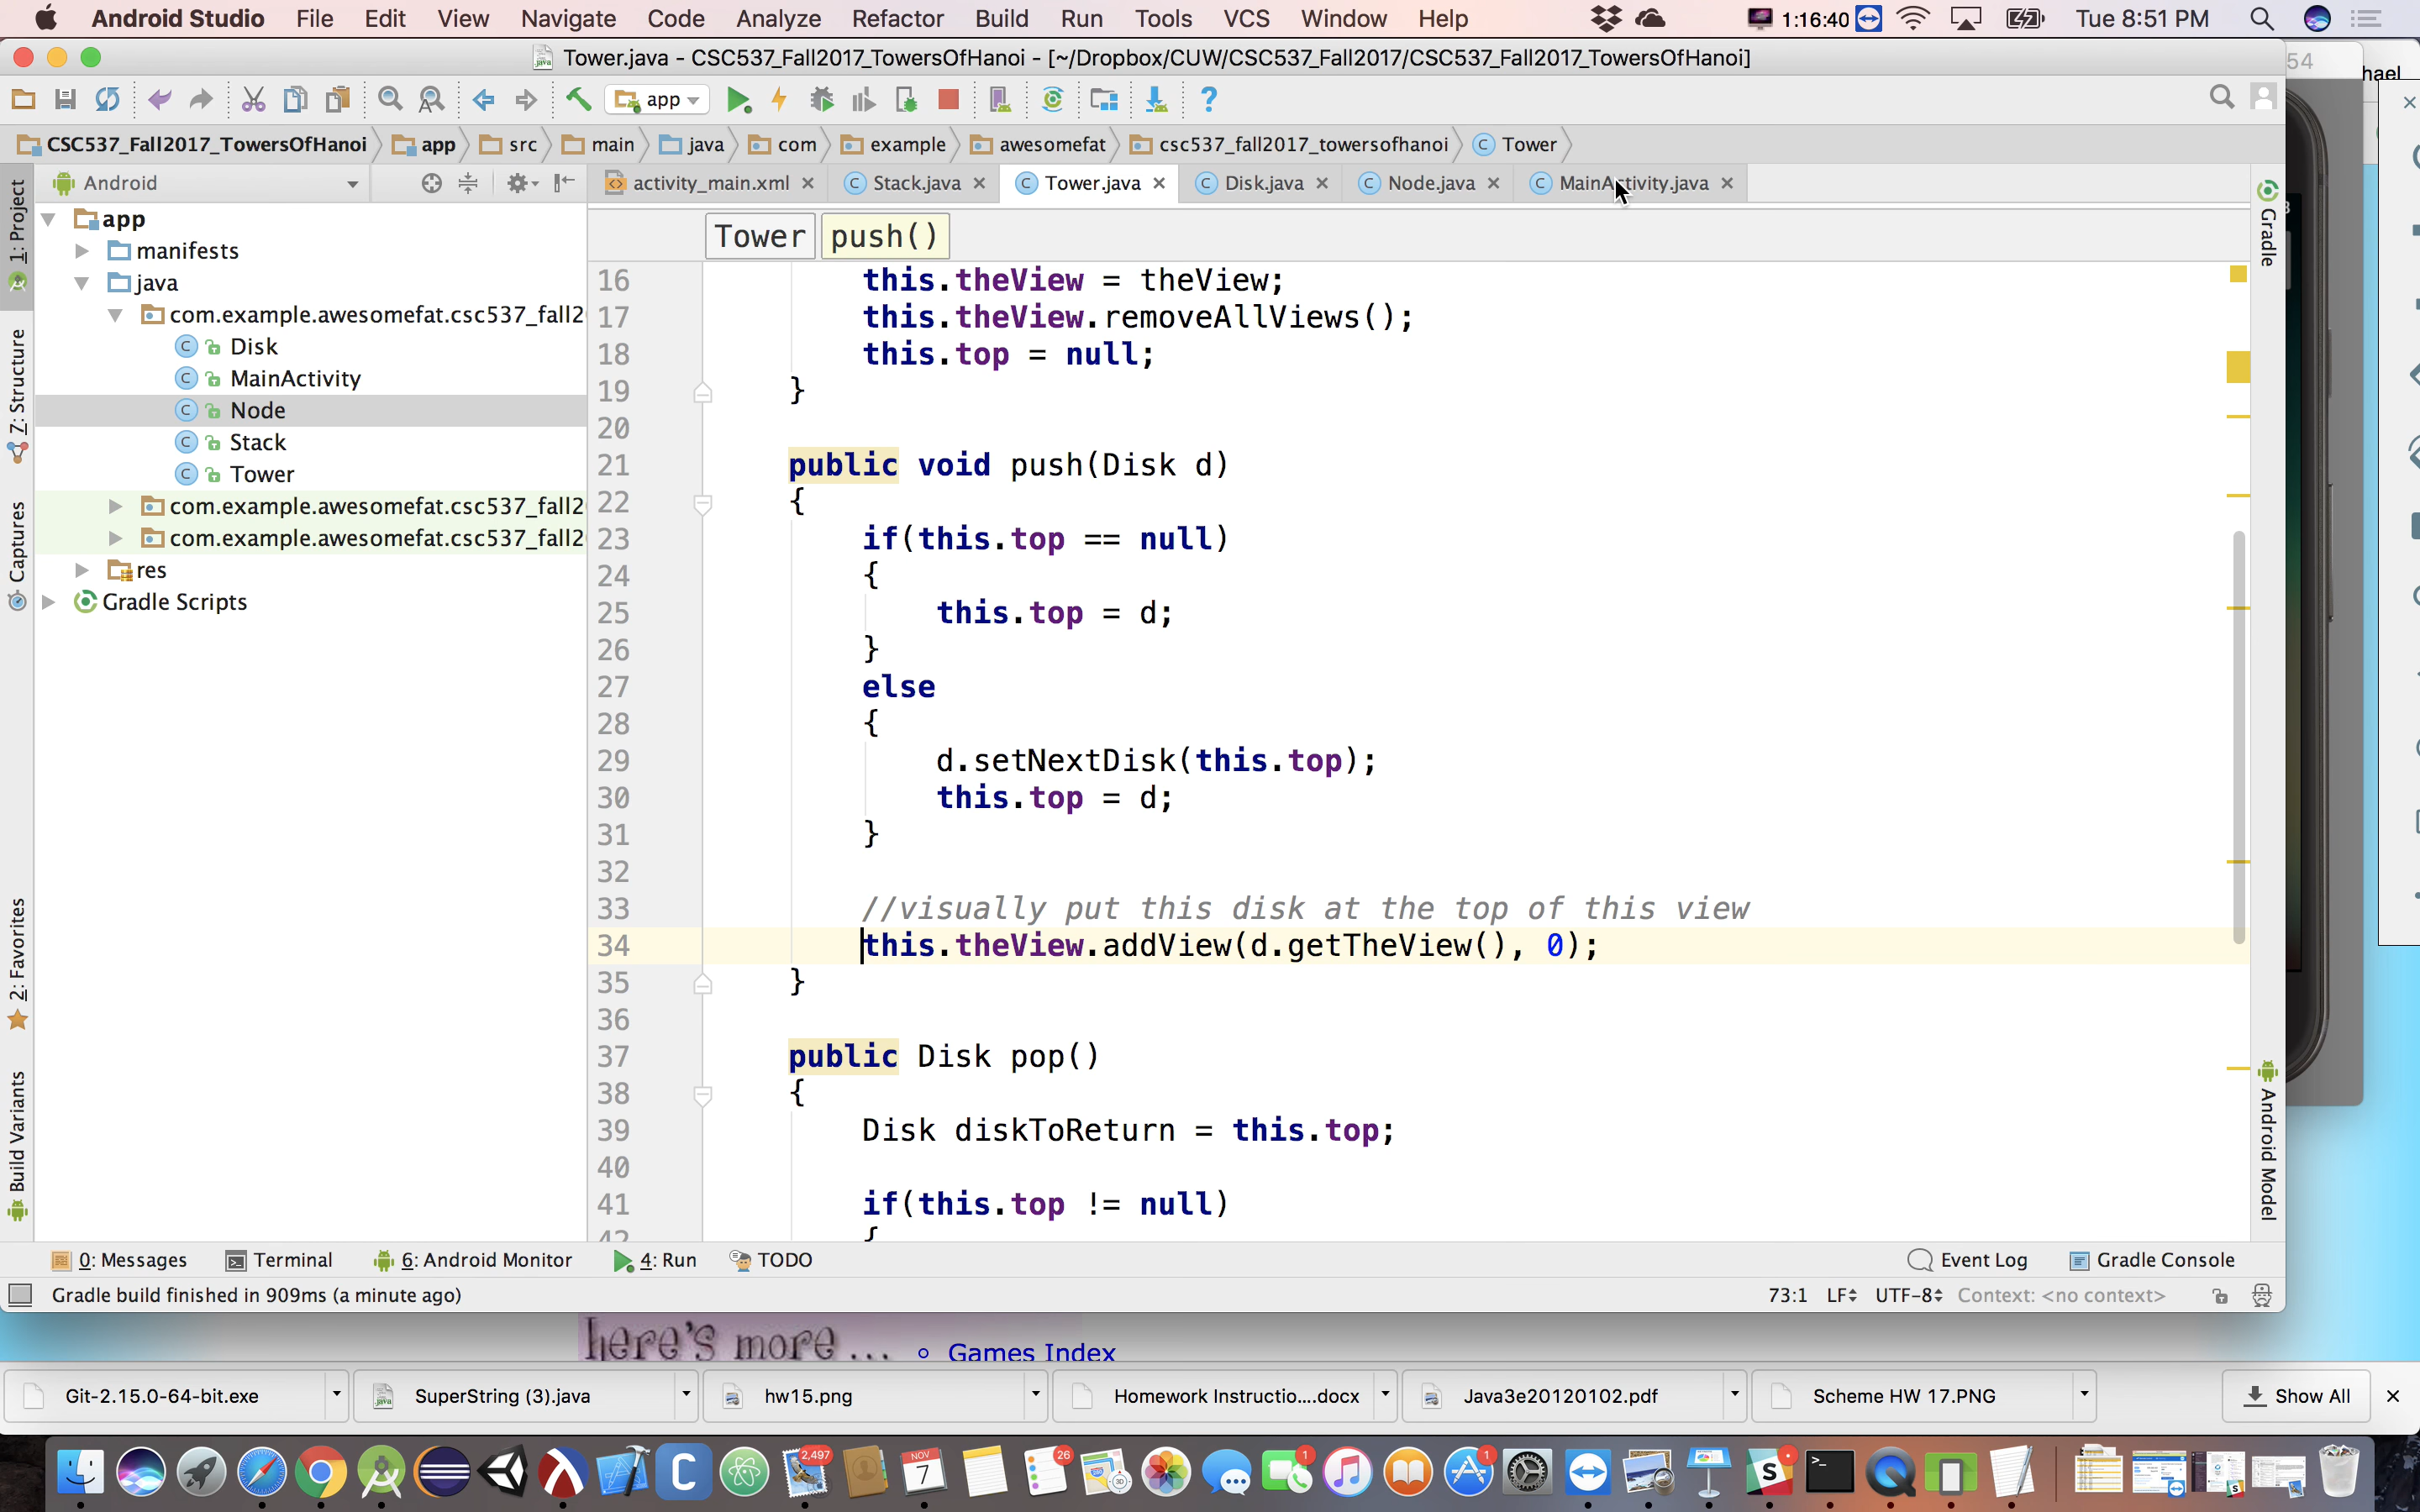 Android Studio File Edit View Navigate Code Analyze Refactor Build Run Tools VCS Window Help 1:16:40 Tue 8:51 PM
Tower.java - CSC537_Fall2017_TowersOfHanoi - [~/Dropbox/CUW/CSC537_Fall2017/CSC537_Fall2017_TowersOfHanoi]
54
hael
app
CSC537_Fall2017_TowersOfHanoi app src main java com example awesomefat csc537_fall2017_towersofhanoi Tower
Android
activity_main.xml Stack.java Tower.java Disk.java Node.java MainActivity.java
1: Project
Z: Structure
Captures
2: Favorites
Build Variants
app
manifests
java
com.example.awesomefat.csc537_fall2
Disk
MainActivity
Node
Stack
Tower
com.example.awesomefat.csc537_fall2
com.example.awesomefat.csc537_fall2
res
Gradle Scripts
Tower push()
16 this.theView = theView;
17 this.theView.removeAllViews();
18 this.top = null;
19 }
20
21 public void push(Disk d)
22 {
23 if(this.top == null)
24 {
25 this.top = d;
26 }
27 else
28 {
29 d.setNextDisk(this.top);
30 this.top = d;
31 }
32
33 //visually put this disk at the top of this view
34 this.theView.addView(d.getTheView(), 0);
35 }
36
37 public Disk pop()
38 {
39 Disk diskToReturn = this.top;
40
41 if(this.top != null)
42 {
Gradle
Android Model
0: Messages Terminal 6: Android Monitor 4: Run TODO Event Log Gradle Console
Gradle build finished in 909ms (a minute ago) 73:1 LF UTF-8 Context: <no context>
here's more ... Games Index
Git-2.15.0-64-bit.exe SuperString (3).java hw15.png Homework Instructio....docx Java3e20120102.pdf Scheme HW 17.PNG Show All
2,497 NOV 7 26 1 1